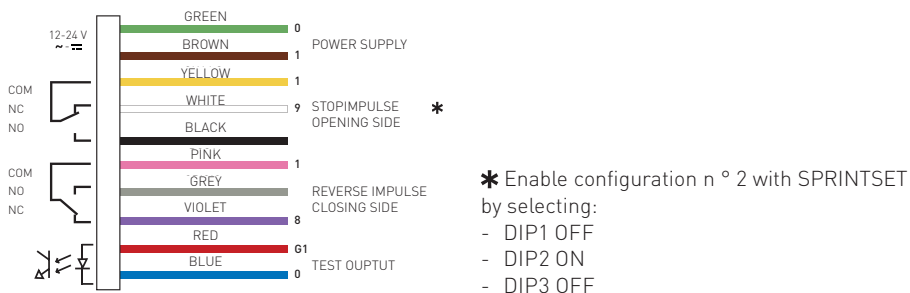 GREEN
0
12-24 V
~ - ⎓
BROWN
1
POWER SUPPLY
YELLOW
1
COM
NC
NO
WHITE
9
STOPIMPULSE
OPENING SIDE
*
BLACK
PINK
1
COM
NO
NC
GREY
REVERSE IMPULSE
CLOSING SIDE
VIOLET
8
RED
G1
BLUE
0
TEST OUPTUT
* Enable configuration n ° 2 with SPRINTSET
by selecting:
- DIP1 OFF
- DIP2 ON
- DIP3 OFF